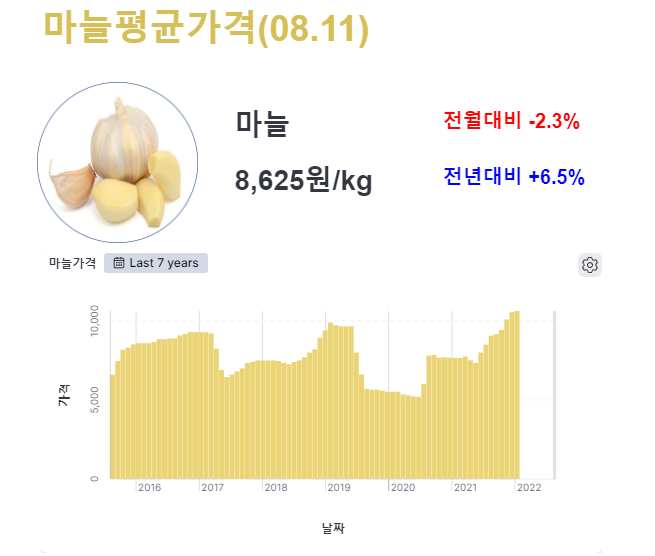 마늘평균가격(08.11)
마늘
전월대비 -2.3%
8,625원/kg
전년대비 +6.5%
마늘가격
Last 7 years
10,000
5,000
0
가격
2016
2017
2018
2019
2020
2021
2022
날짜